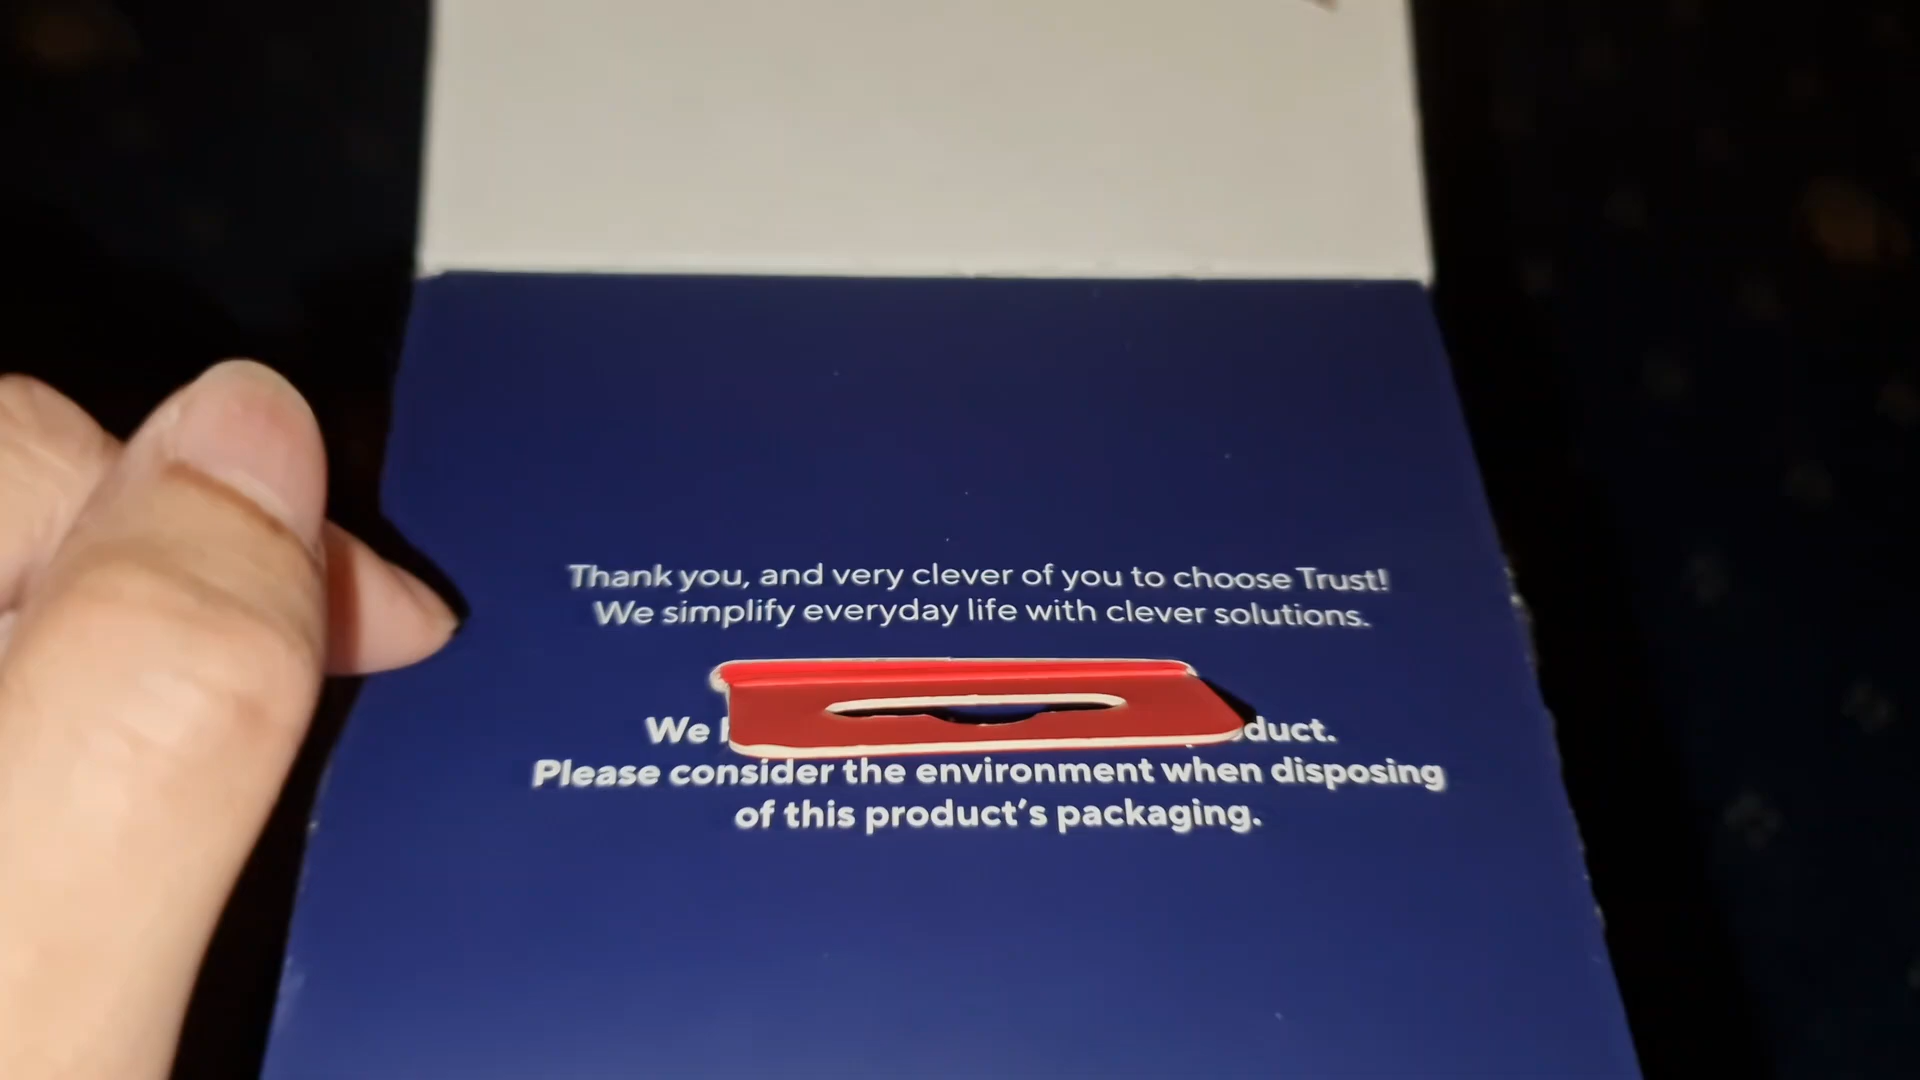 Thank you, and very clever of you to choose Trust!
We simplify everyday life with clever solutions.
We
Please consider the environment when disposing
of this product's packaging.